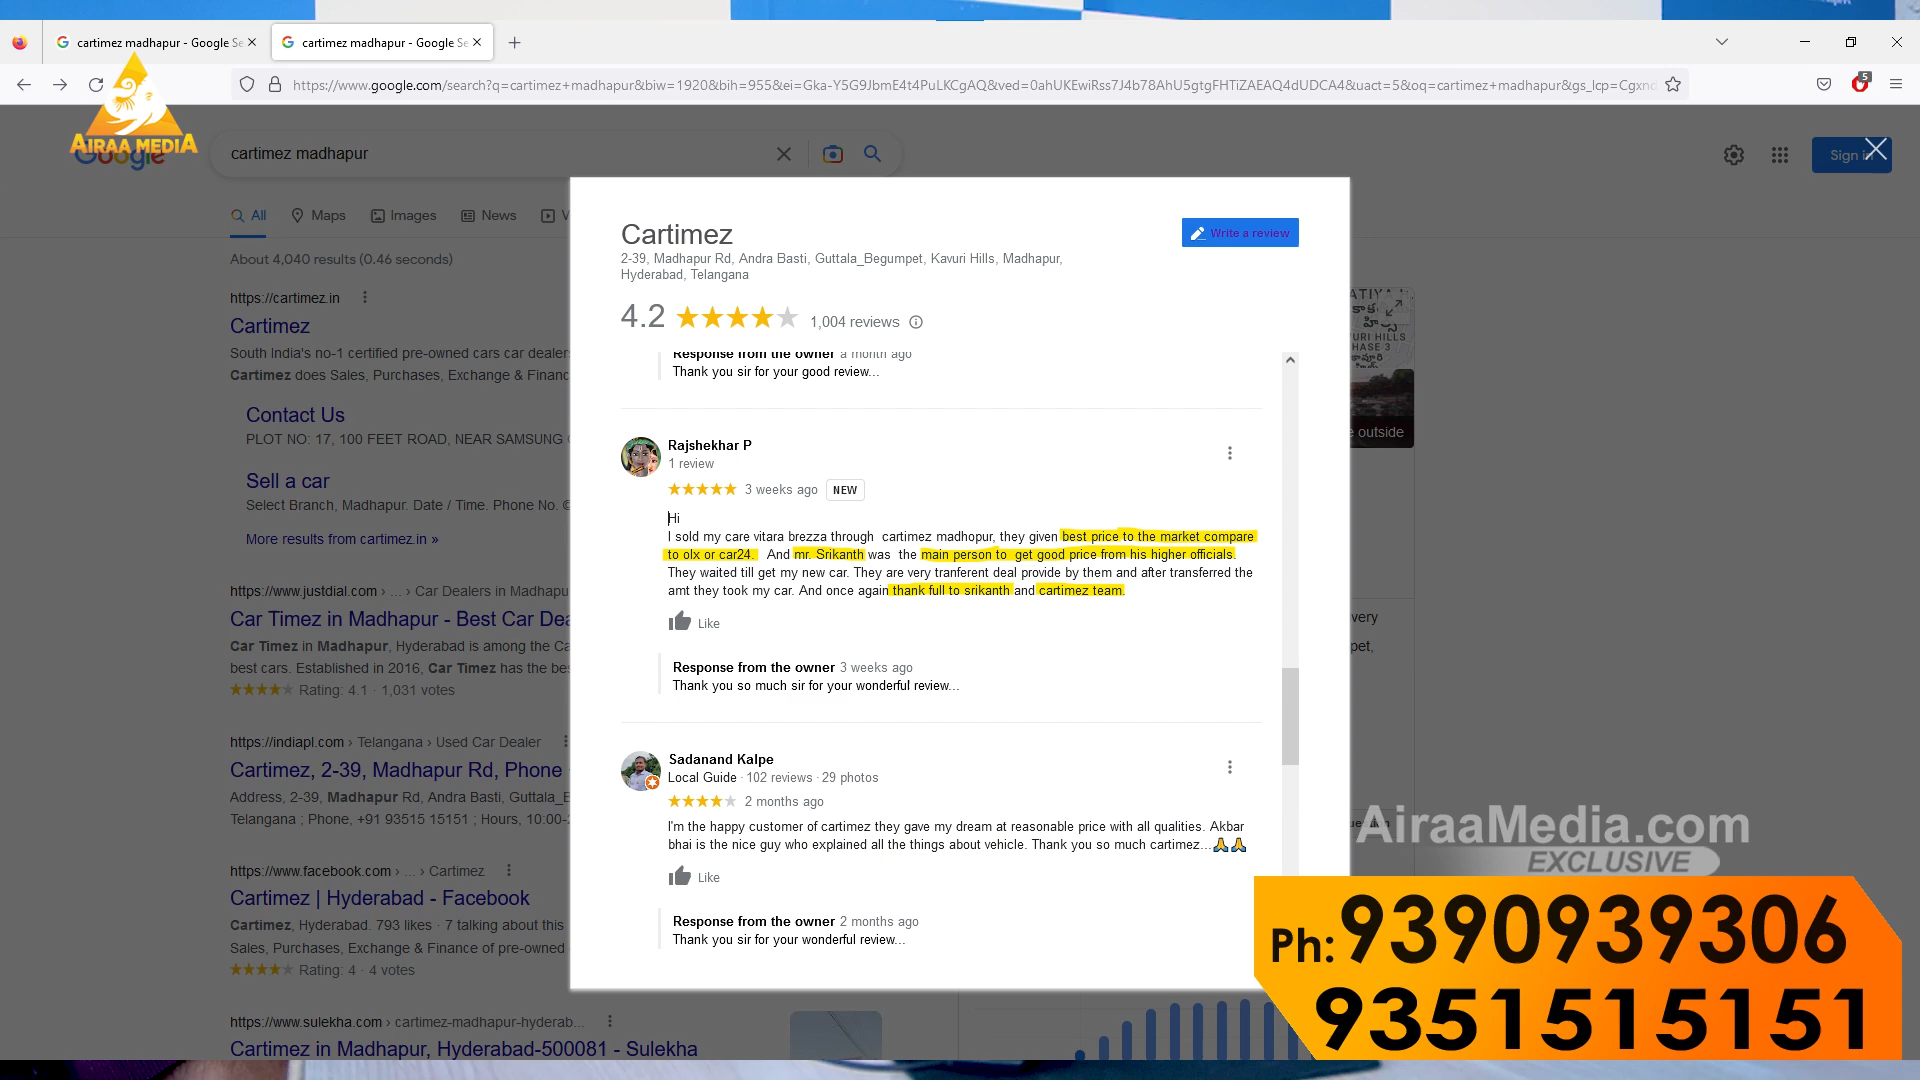 cartimez madhapur - Google Se
cartimez madhapur - Google Se
https://www.google.com/search?q=cartimez+madhapur&biw=1920&bih=955&ei=Gka-Y5G9JbmE4t4PuLKCgAQ&ved=0ahUKEwiRss7J4b78AhU5gtgFHTiZAEAQ4dUDCA4&uact=5&oq=cartimez+madhapur&gs_lcp=Cgxnd
5
AIRAA MEDIA
Google
cartimez madhapur
Sign in
All
Maps
Images
News
V
About 4,040 results (0.46 seconds)
https://cartimez.in
Cartimez
South India's no-1 certified pre-owned cars car dealer
Cartimez does Sales, Purchases, Exchange & Financ
Contact Us
PLOT NO: 17, 100 FEET ROAD, NEAR SAMSUNG
Sell a car
Select Branch, Madhapur. Date / Time. Phone No. ©
More results from cartimez.in »
https://www.justdial.com › ... › Car Dealers in Madhapu
Car Timez in Madhapur - Best Car Dea
Car Timez in Madhapur, Hyderabad is among the Ca
best cars. Established in 2016, Car Timez has the bes
Rating: 4.1 · 1,031 votes
https://indiapl.com › Telangana › Used Car Dealer
Cartimez, 2-39, Madhapur Rd, Phone
Address, 2-39, Madhapur Rd, Andra Basti, Guttala_B
Telangana ; Phone, +91 93515 15151 ; Hours, 10:00-
https://www.facebook.com › ... › Cartimez
Cartimez | Hyderabad - Facebook
Cartimez, Hyderabad. 793 likes · 7 talking about this
Sales, Purchases, Exchange & Finance of pre-owned
Rating: 4 · 4 votes
https://www.sulekha.com › cartimez-madhapur-hyderab...
Cartimez in Madhapur, Hyderabad-500081 - Sulekha
Cartimez
Write a review
2-39, Madhapur Rd, Andra Basti, Guttala_Begumpet, Kavuri Hills, Madhapur,
Hyderabad, Telangana
4.2
1,004 reviews
Response from the owner a month ago
Thank you sir for your good review...
Rajshekhar P
1 review
3 weeks ago
NEW
Hi
I sold my care vitara brezza through cartimez madhopur, they given best price to the market compare
to olx or car24. And mr. Srikanth was the main person to get good price from his higher officials.
They waited till get my new car. They are very tranferent deal provide by them and after transferred the
amt they took my car. And once again thank full to srikanth and cartimez team.
Like
Response from the owner 3 weeks ago
Thank you so much sir for your wonderful review...
Sadanand Kalpe
Local Guide · 102 reviews · 29 photos
2 months ago
I'm the happy customer of cartimez they gave my dream at reasonable price with all qualities. Akbar
bhai is the nice guy who explained all the things about vehicle. Thank you so much cartimez...🙏🙏
Like
Response from the owner 2 months ago
Thank you sir for your wonderful review...
URI HILLS
HASE 3
e outside
very
pet,
AiraaMedia.com
EXCLUSIVE
Ph: 9390939306
9351515151